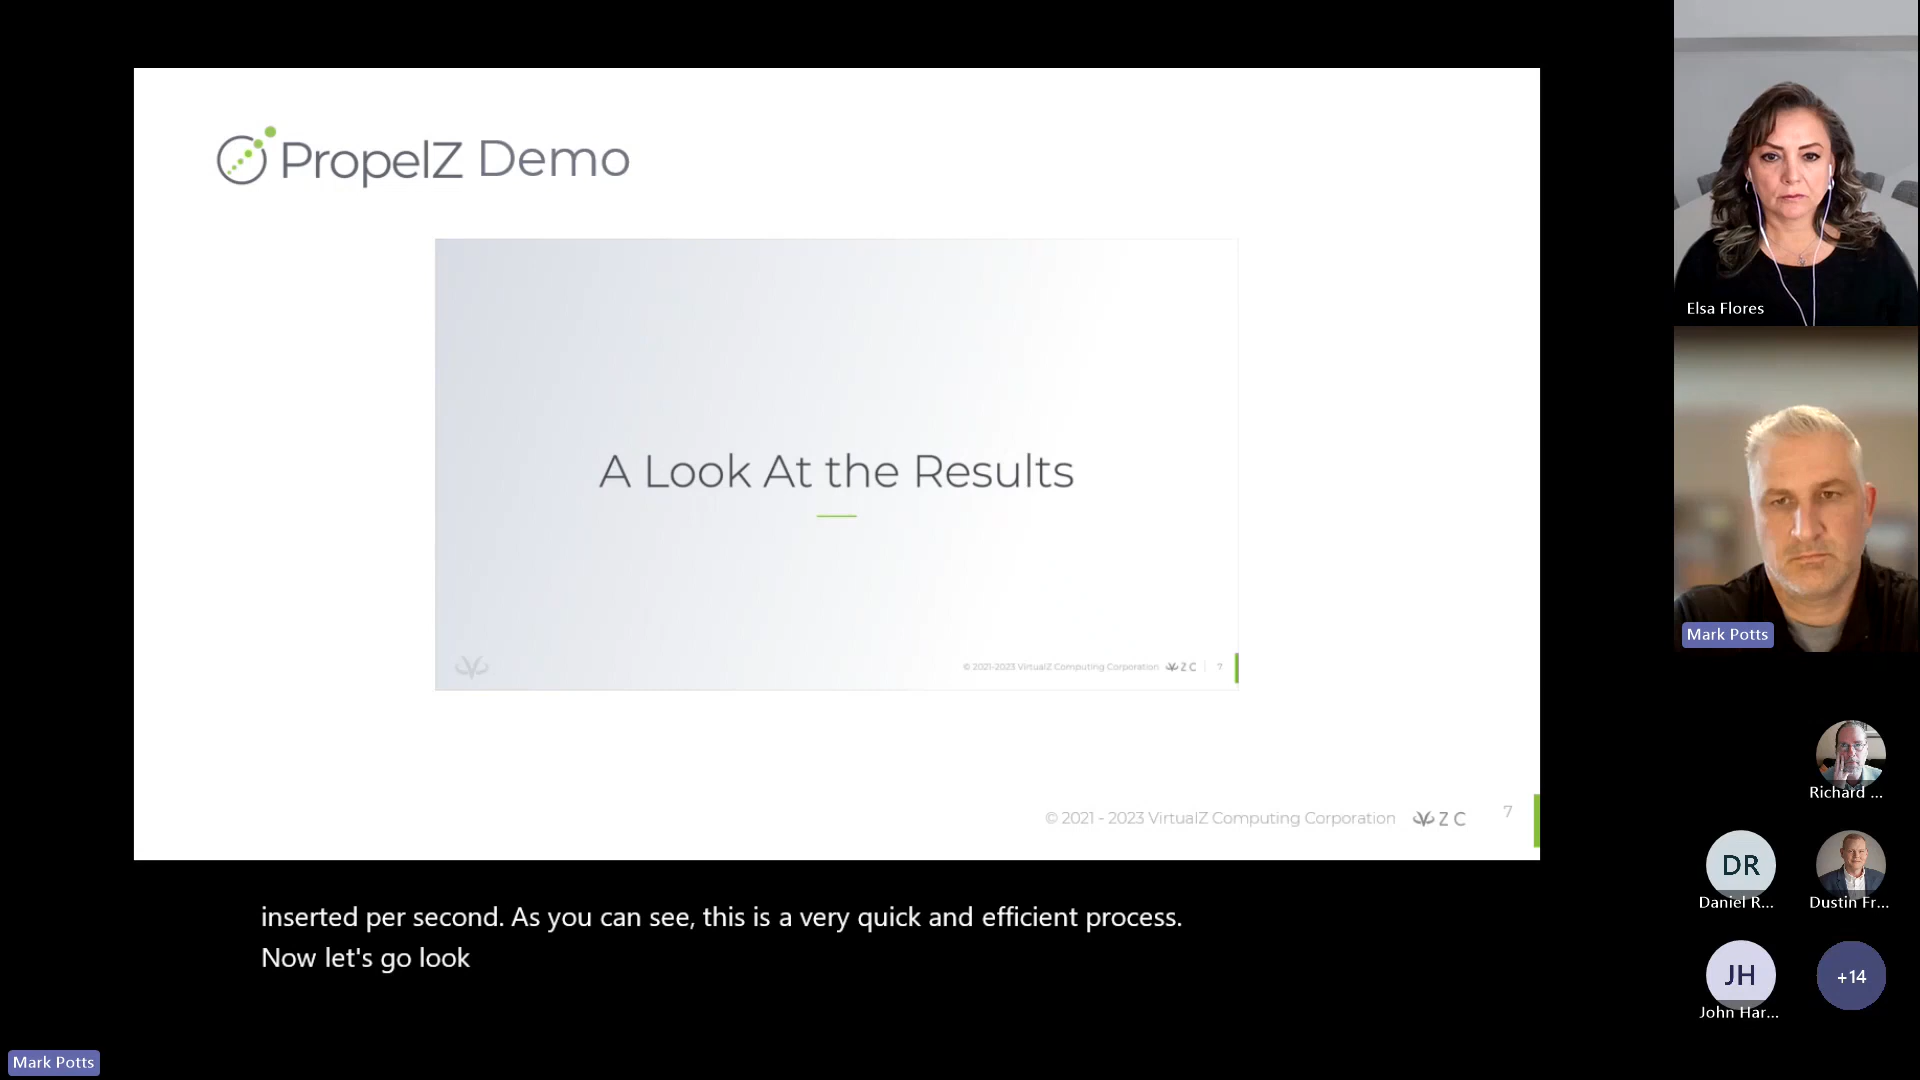 PropelZ Demo
A Look At the Results
© 2021-2023 VirtualZ Computing Corporation VZC | 7
© 2021 - 2023 VirtualZ Computing Corporation VZC 7
inserted per second. As you can see, this is a very quick and efficient process.
Now let's go look
Mark Potts
Elsa Flores
Mark Potts
Richard ...
DR
Daniel R...
Dustin Fr...
JH
John Har...
+14